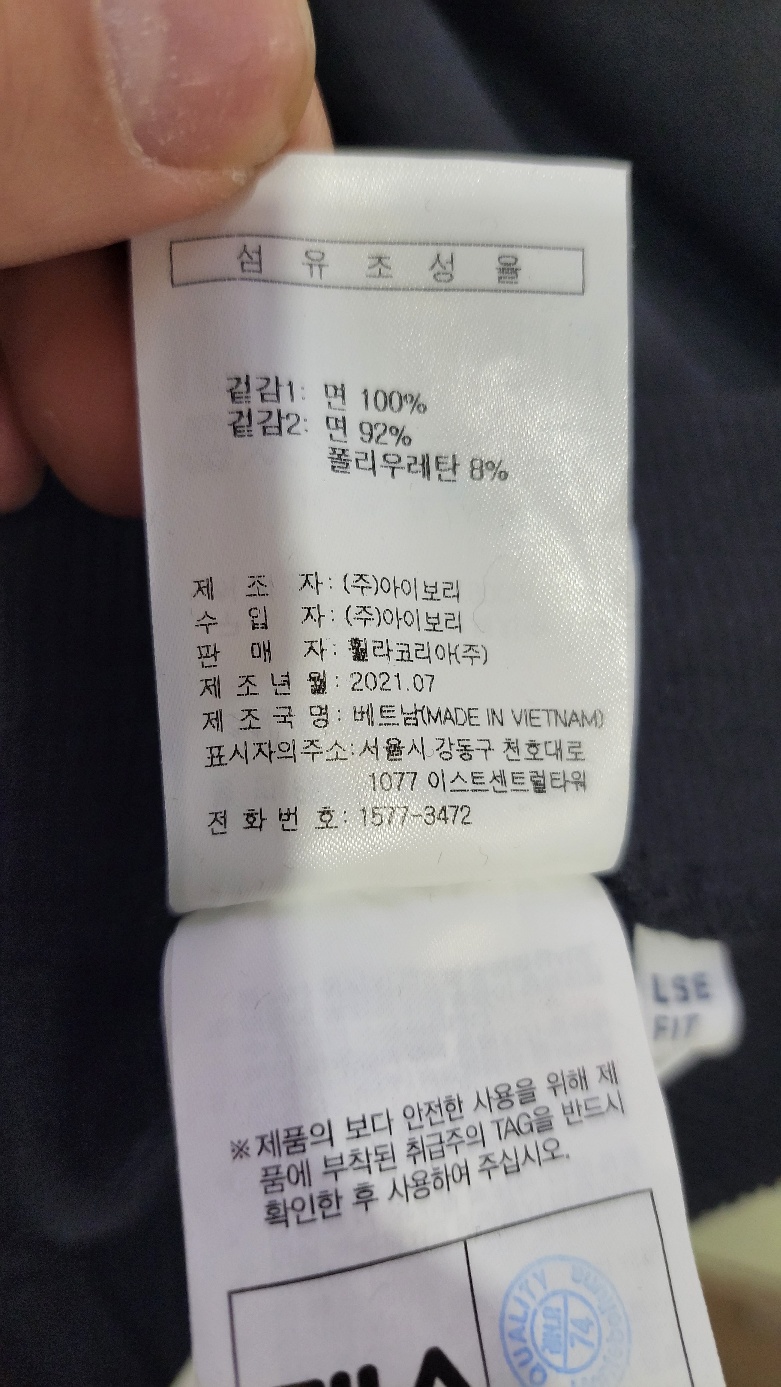 섬유조성율
겉감1: 면 100%
겉감2: 면 92%
폴리우레탄 8%
제 조 자: (주)아이보리
수 입 자: (주)아이보리
판 매 자: 휠라코리아(주)
제 조 년 월: 2021.07
제 조 국 명: 베트남(MADE IN VIETNAM)
표시자의주소: 서울시 강동구 천호대로
1077 이스트센트럴타워
전 화 번 호: 1577-3472
LSE
FIT
※ 제품의 보다 안전한 사용을 위해 제
품에 부착된 취급주의 TAG을 반드시
확인한 후 사용하여 주십시오.
QUALITY
74